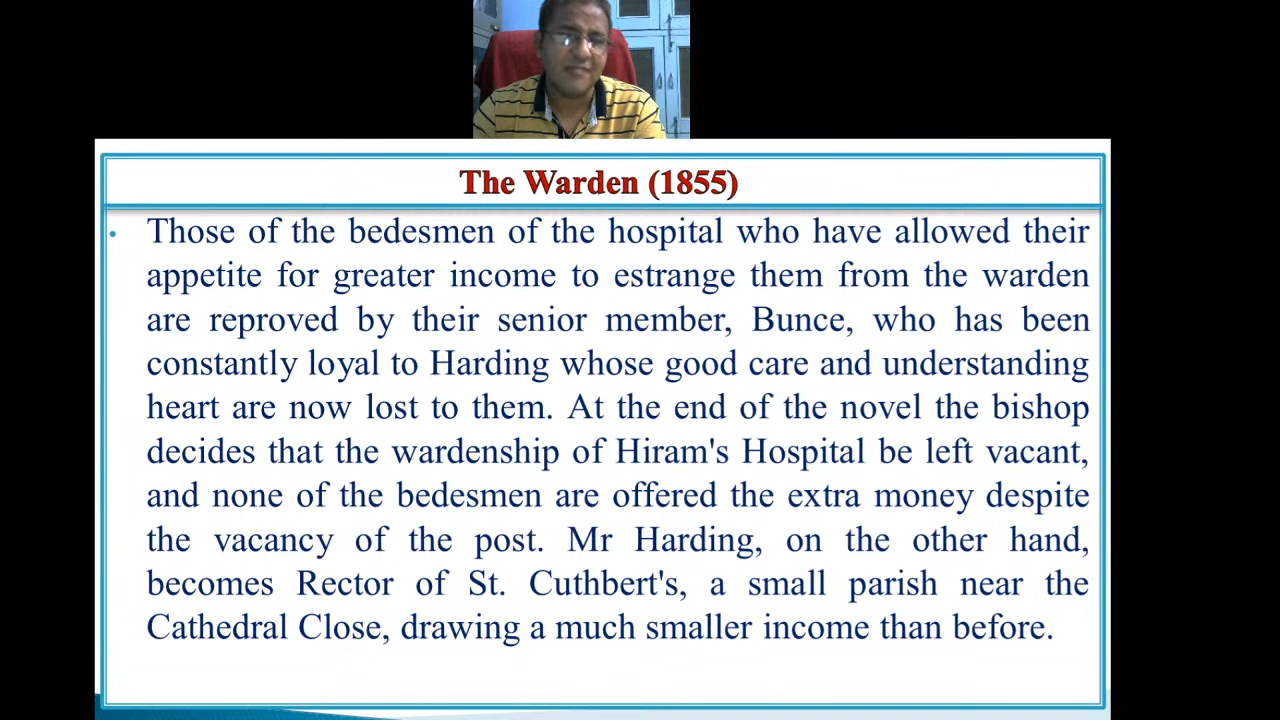 The Warden (1855)
• Those of the bedesmen of the hospital who have allowed their
appetite for greater income to estrange them from the warden
are reproved by their senior member, Bunce, who has been
constantly loyal to Harding whose good care and understanding
heart are now lost to them. At the end of the novel the bishop
decides that the wardenship of Hiram's Hospital be left vacant,
and none of the bedesmen are offered the extra money despite
the vacancy of the post. Mr Harding, on the other hand,
becomes Rector of St. Cuthbert's, a small parish near the
Cathedral Close, drawing a much smaller income than before.